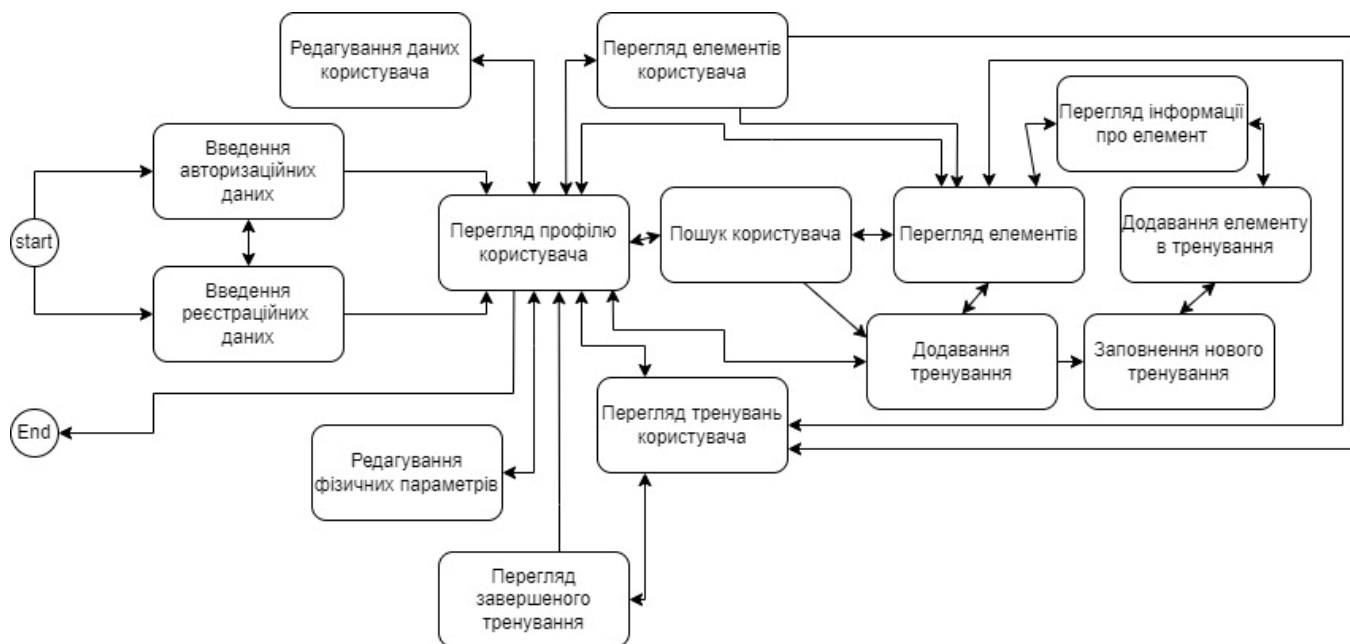 Редагування даних
користувача
Перегляд елементів
користувача
Перегляд інформації
про елемент
Введення
авторизаційних
даних
start
Перегляд профілю
користувача
Пошук користувача
Перегляд елементів
Додавання елементу
в тренування
Введення
реєстраційних
даних
Додавання
тренування
Заповнення нового
тренування
End
Перегляд тренувань
користувача
Редагування
фізичних параметрів
Перегляд
завершеного
тренування